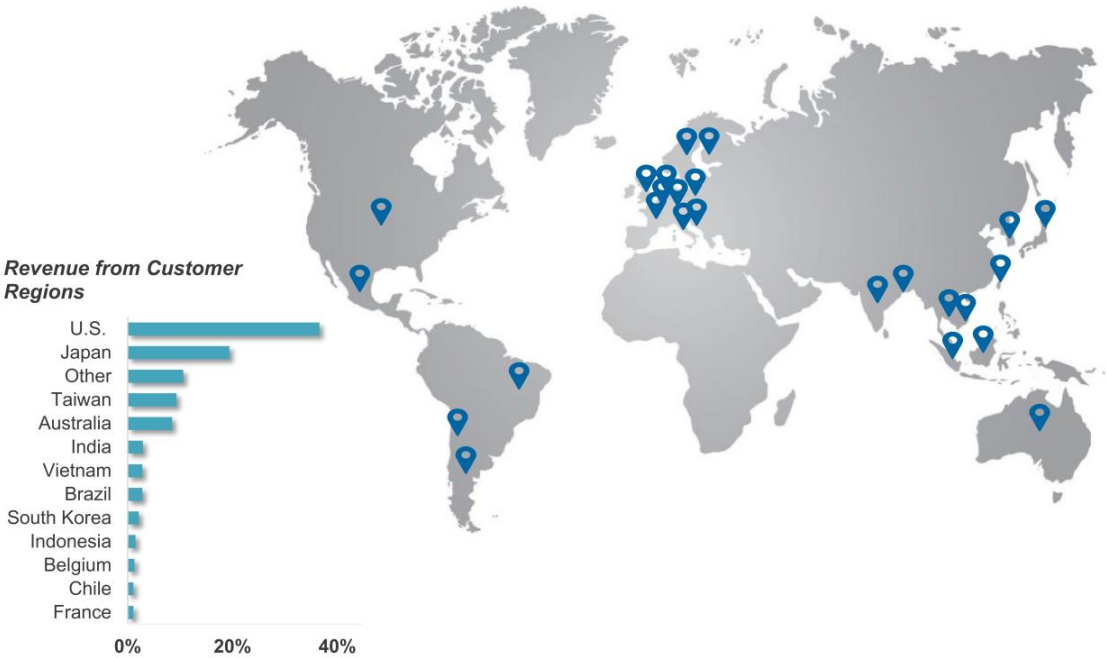 Revenue from Customer
Regions
U.S.
Japan
Other
Taiwan
Australia
India
Vietnam
Brazil
South Korea
Indonesia
Belgium
Chile
France
0% 20% 40%